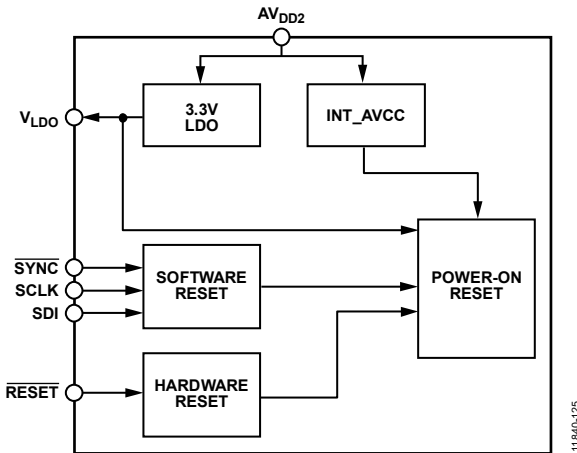 AVDD2
3.3V
LDO
INT_AVCC
VLDO
POWER-ON
RESET
SYNC
SCLK
SDI
SOFTWARE
RESET
RESET
HARDWARE
RESET
11840-125